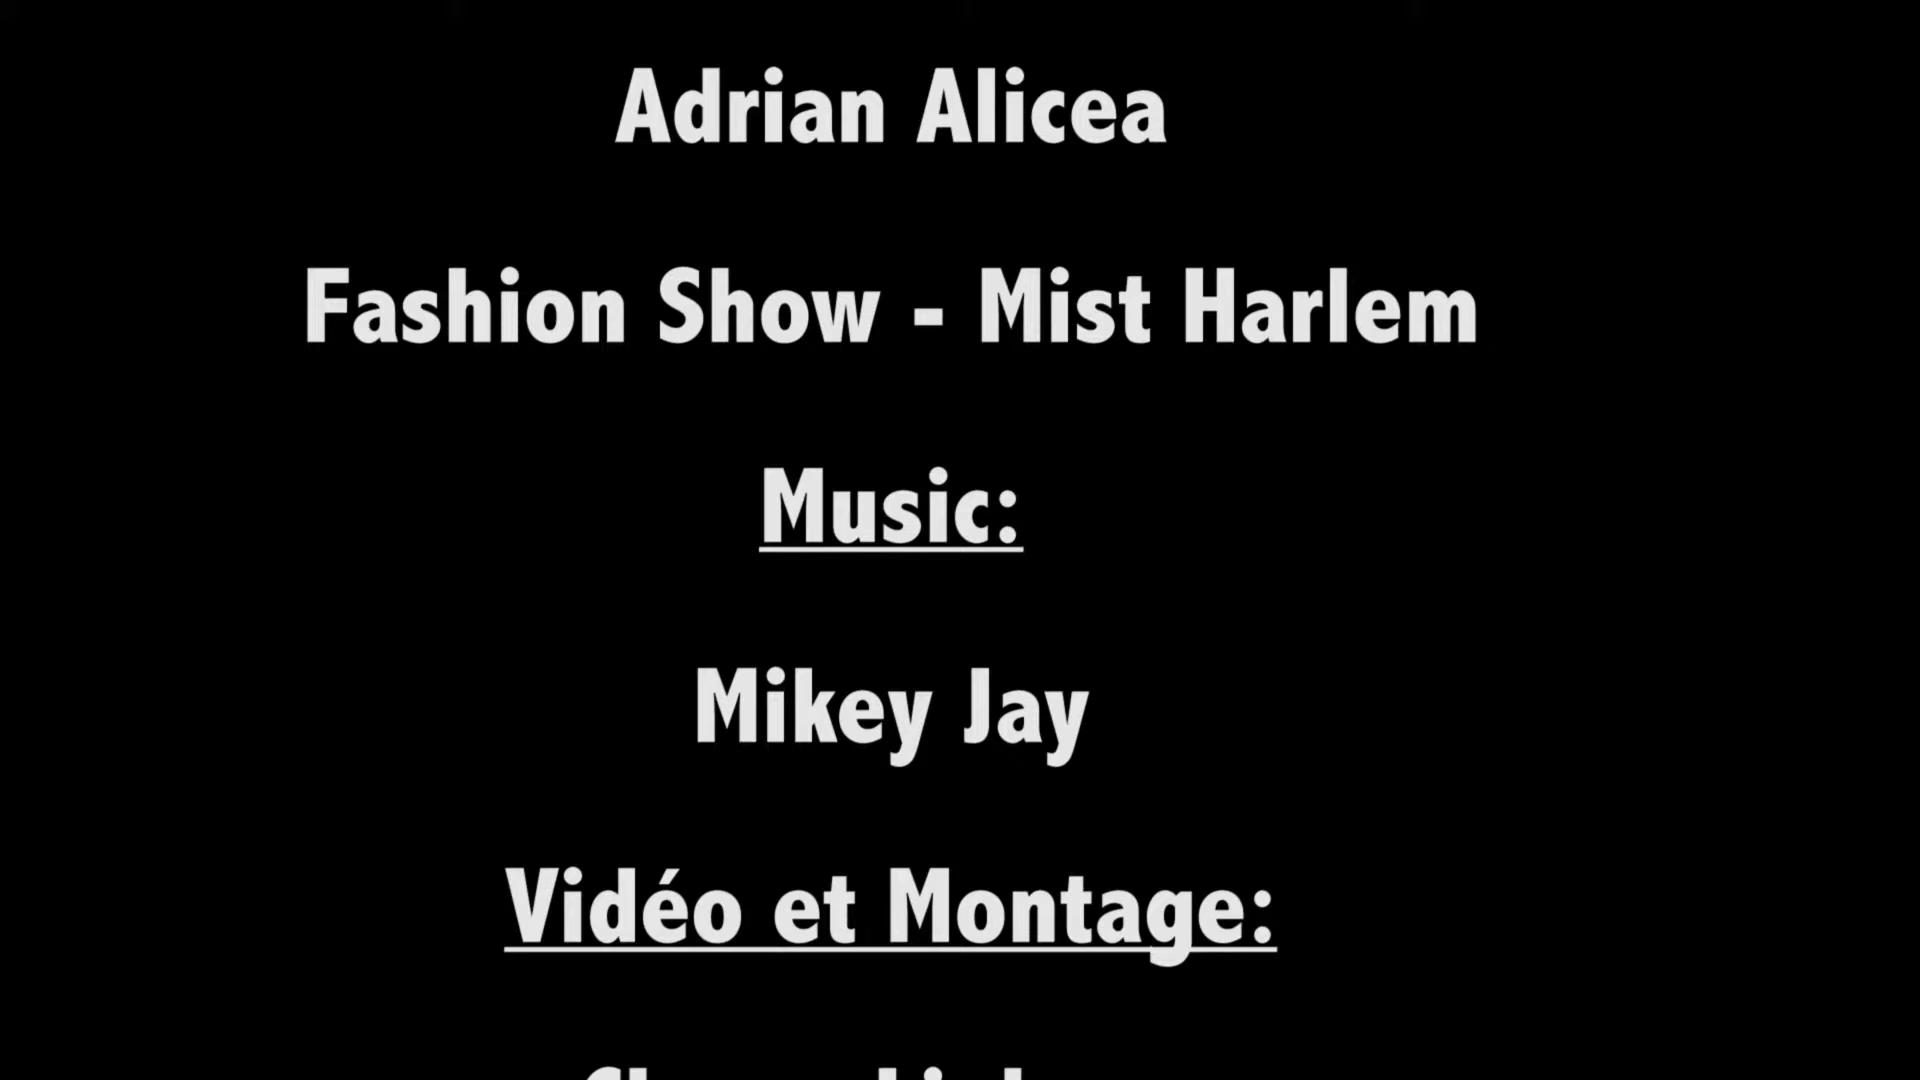 Adrian Alicea
Fashion Show - Mist Harlem
Music:
Mikey Jay
Vidéo et Montage: